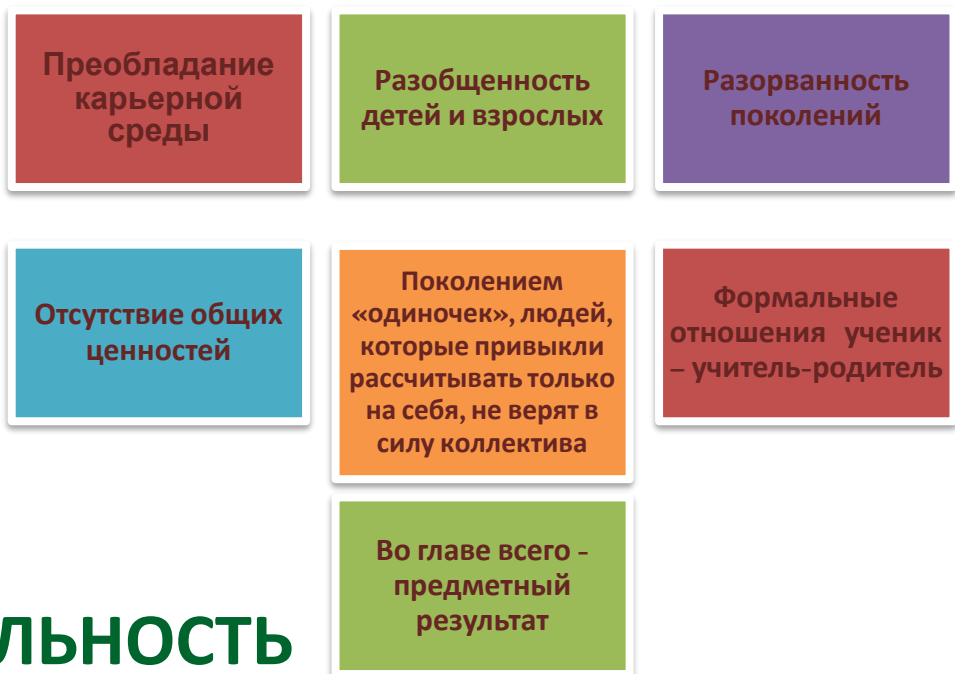 Преобладание
карьерной
среды
Разобщенность
детей и взрослых
Разорванность
поколений
Отсутствие общих
ценностей
Поколением
«одиночек», людей,
которые привыкли
рассчитывать только
на себя, не верят в
силу коллектива
Формальные
отношения ученик
– учитель-родитель
Во главе всего -
предметный
результат
ЛЬНОСТЬ